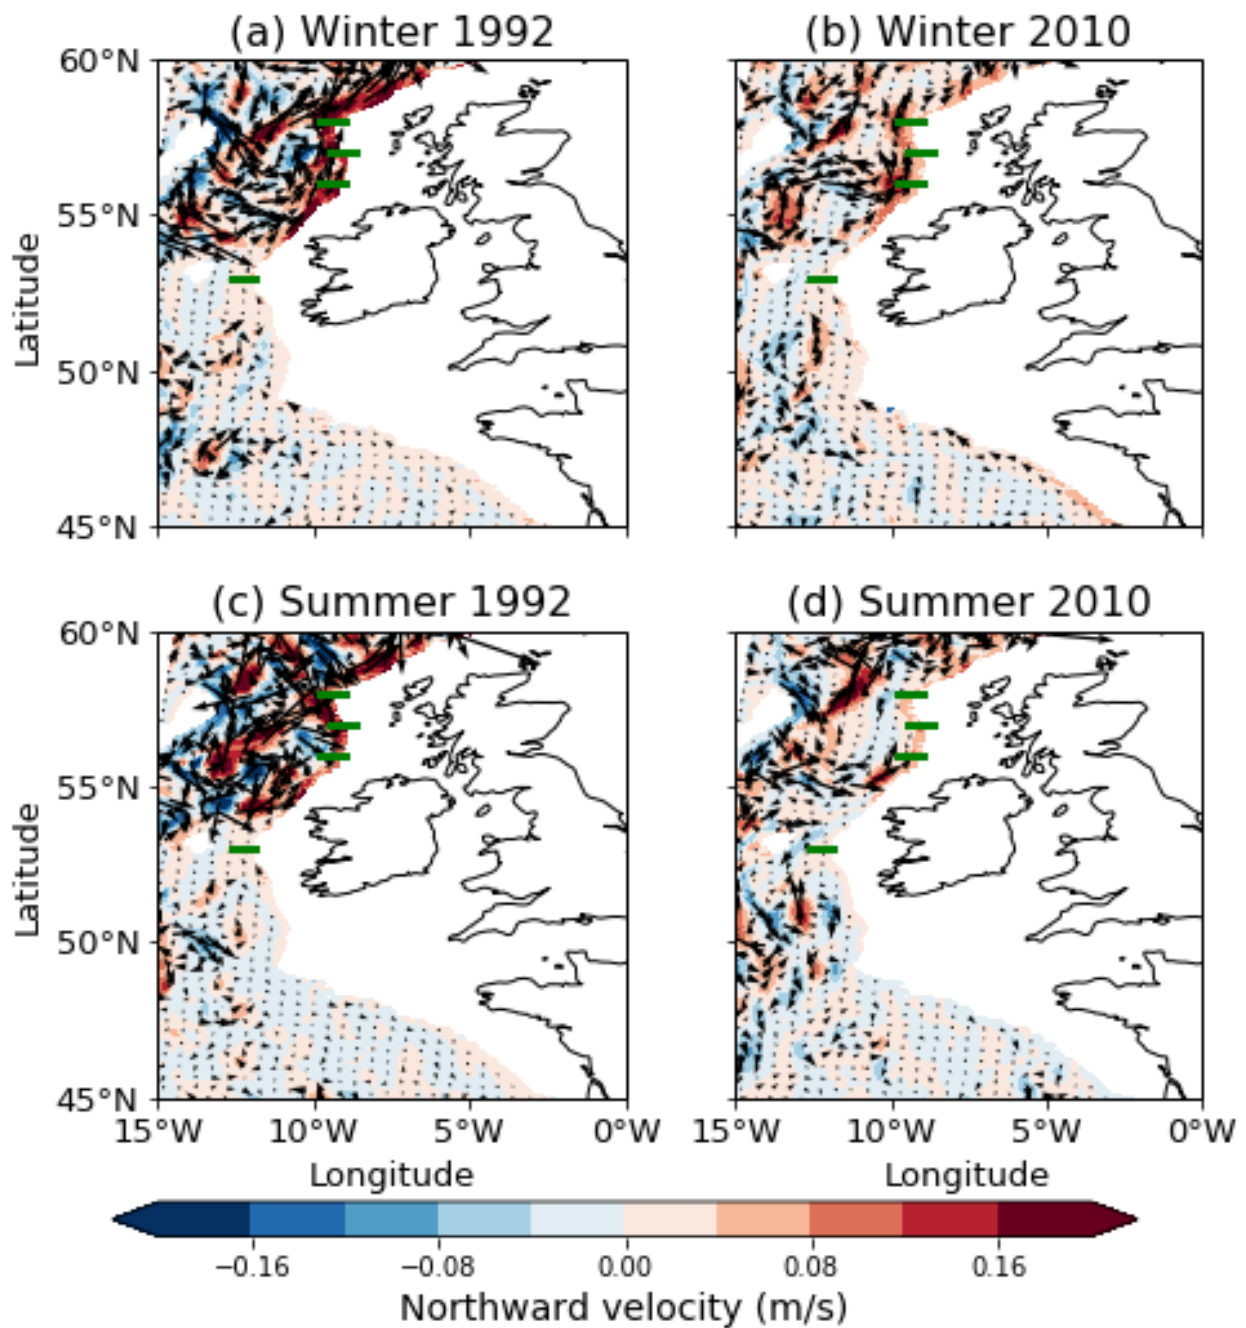 (a) Winter 1992
(b) Winter 2010
60°N
55°N
50°N
45°N
Latitude
(c) Summer 1992
(d) Summer 2010
60°N
55°N
50°N
45°N
Latitude
15°W 10°W 5°W 0°W
15°W 10°W 5°W 0°W
Longitude
Longitude
−0.16 −0.08 0.00 0.08 0.16
Northward velocity (m/s)